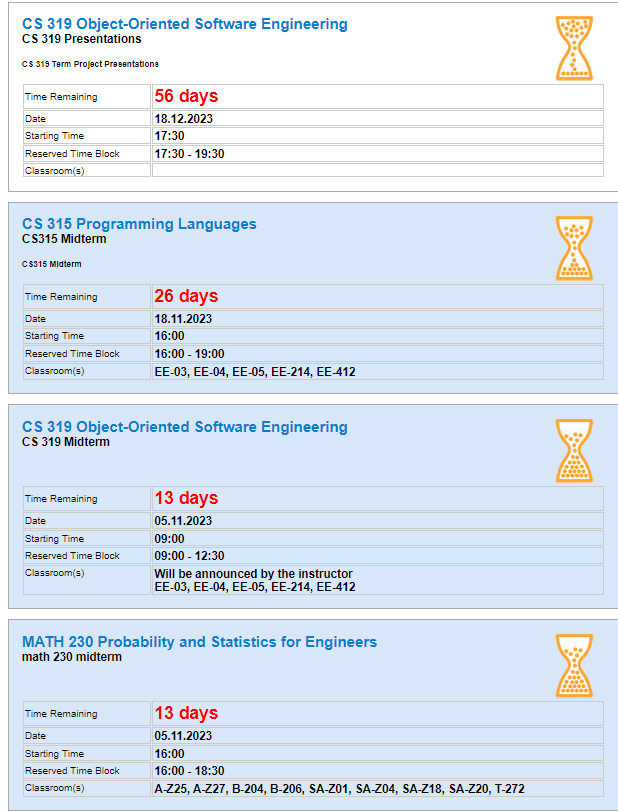 CS 319 Object-Oriented Software Engineering
CS 319 Presentations
CS 319 Term Project Presentations
Time Remaining 56 days
Date 18.12.2023
Starting Time 17:30
Reserved Time Block 17:30 - 19:30
Classroom(s)
CS 315 Programming Languages
CS315 Midterm
CS315 Midterm
Time Remaining 26 days
Date 18.11.2023
Starting Time 16:00
Reserved Time Block 16:00 - 19:00
Classroom(s) EE-03, EE-04, EE-05, EE-214, EE-412
CS 319 Object-Oriented Software Engineering
CS 319 Midterm
Time Remaining 13 days
Date 05.11.2023
Starting Time 09:00
Reserved Time Block 09:00 - 12:30
Classroom(s) Will be announced by the instructor
EE-03, EE-04, EE-05, EE-214, EE-412
MATH 230 Probability and Statistics for Engineers
math 230 midterm
Time Remaining 13 days
Date 05.11.2023
Starting Time 16:00
Reserved Time Block 16:00 - 18:30
Classroom(s) A-Z25, A-Z27, B-204, B-206, SA-Z01, SA-Z04, SA-Z18, SA-Z20, T-272